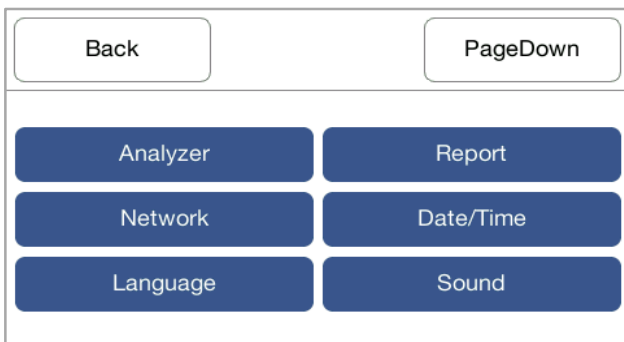 Back PageDown
Analyzer Report
Network Date/Time
Language Sound